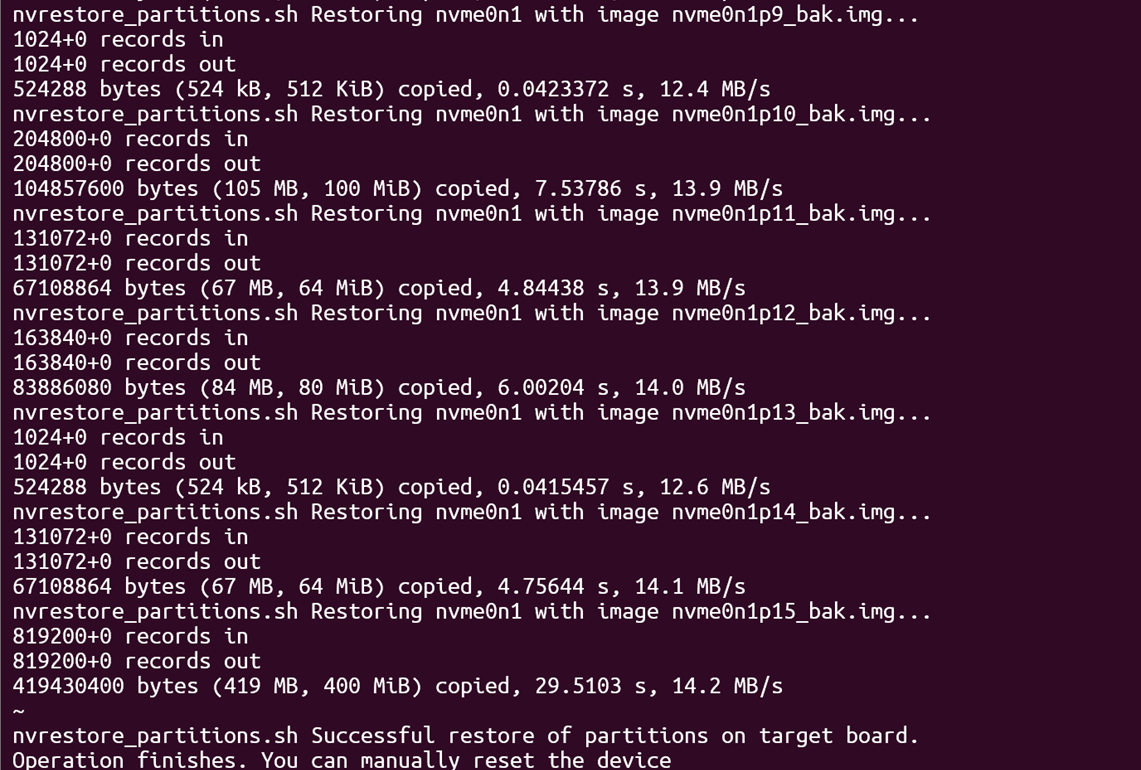 nvrestore_partitions.sh Restoring nvme0n1 with image nvme0n1p9_bak.img...
1024+0 records in
1024+0 records out
524288 bytes (524 kB, 512 KiB) copied, 0.0423372 s, 12.4 MB/s
nvrestore_partitions.sh Restoring nvme0n1 with image nvme0n1p10_bak.img...
204800+0 records in
204800+0 records out
104857600 bytes (105 MB, 100 MiB) copied, 7.53786 s, 13.9 MB/s
nvrestore_partitions.sh Restoring nvme0n1 with image nvme0n1p11_bak.img...
131072+0 records in
131072+0 records out
67108864 bytes (67 MB, 64 MiB) copied, 4.84438 s, 13.9 MB/s
nvrestore_partitions.sh Restoring nvme0n1 with image nvme0n1p12_bak.img...
163840+0 records in
163840+0 records out
83886080 bytes (84 MB, 80 MiB) copied, 6.00204 s, 14.0 MB/s
nvrestore_partitions.sh Restoring nvme0n1 with image nvme0n1p13_bak.img...
1024+0 records in
1024+0 records out
524288 bytes (524 kB, 512 KiB) copied, 0.0415457 s, 12.6 MB/s
nvrestore_partitions.sh Restoring nvme0n1 with image nvme0n1p14_bak.img...
131072+0 records in
131072+0 records out
67108864 bytes (67 MB, 64 MiB) copied, 4.75644 s, 14.1 MB/s
nvrestore_partitions.sh Restoring nvme0n1 with image nvme0n1p15_bak.img...
819200+0 records in
819200+0 records out
419430400 bytes (419 MB, 400 MiB) copied, 29.5103 s, 14.2 MB/s
~
nvrestore_partitions.sh Successful restore of partitions on target board.
Operation finishes. You can manually reset the device